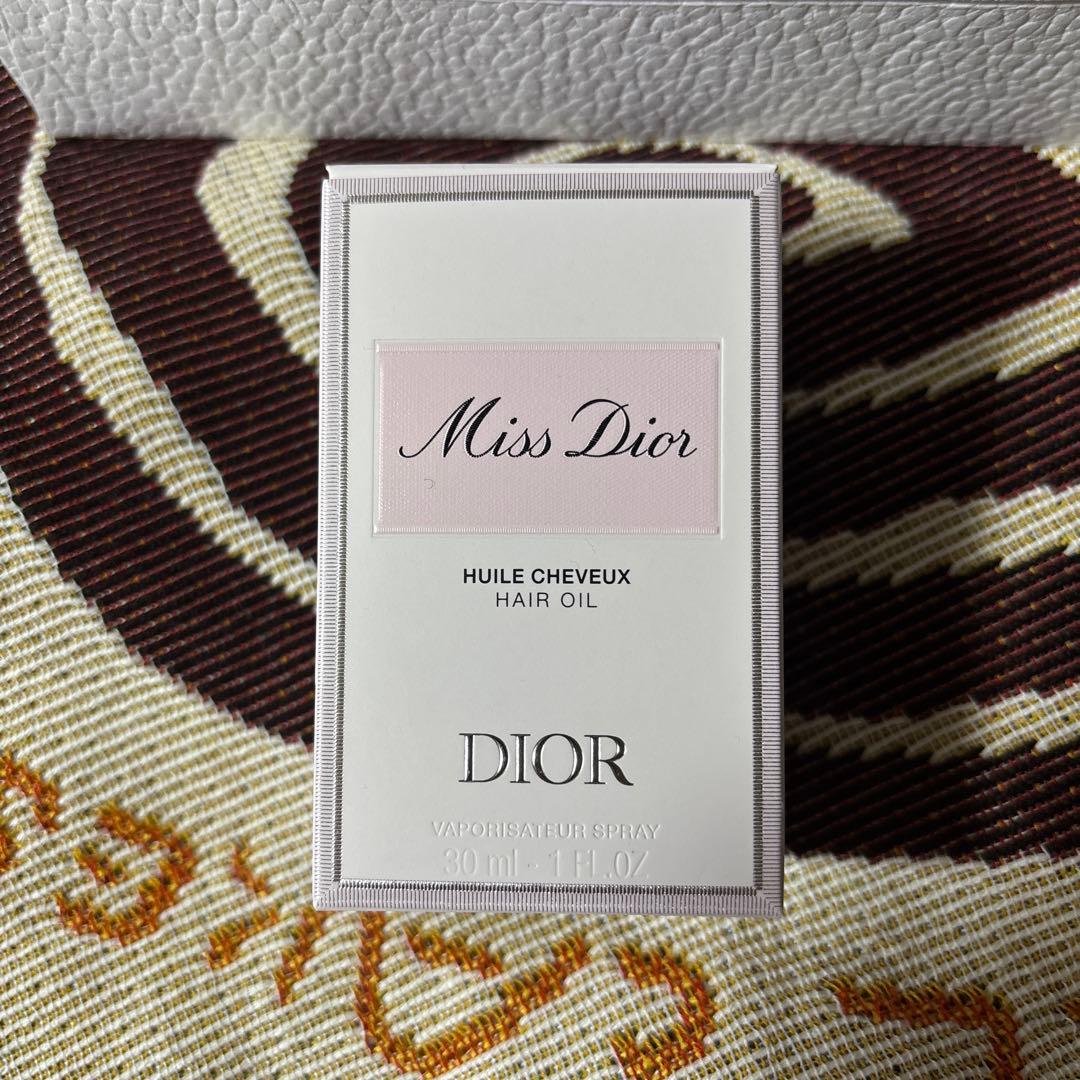 Miss Dior
HUILE CHEVEUX
HAIR OIL
DIOR
VAPORISATEUR SPRAY
30 ml - 1 FL.OZ